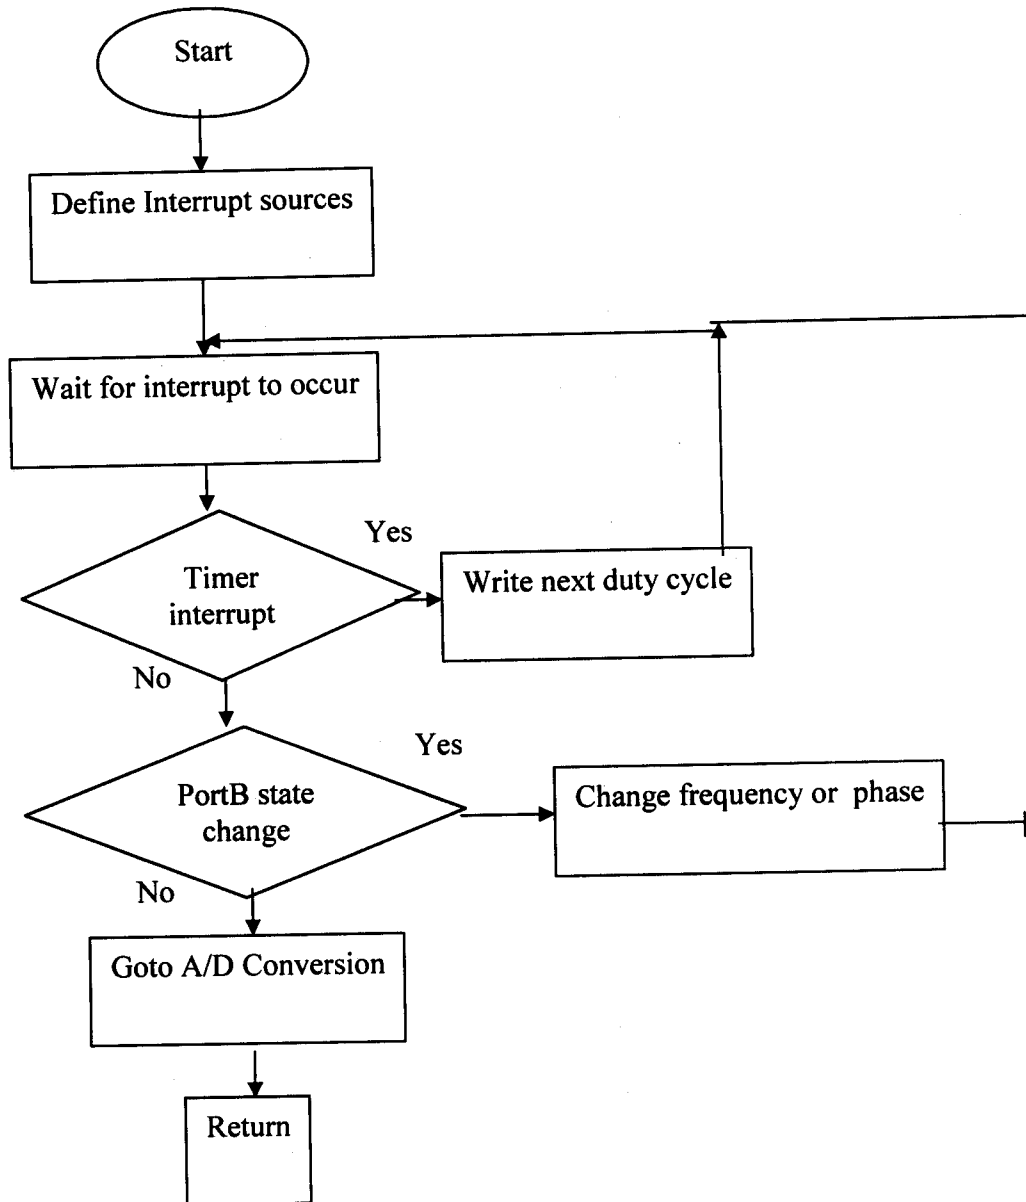 Start
Define Interrupt sources
Wait for interrupt to occur
Yes
Timer
interrupt
Write next duty cycle
No
Yes
PortB state
change
Change frequency or phase
No
Goto A/D Conversion
Return